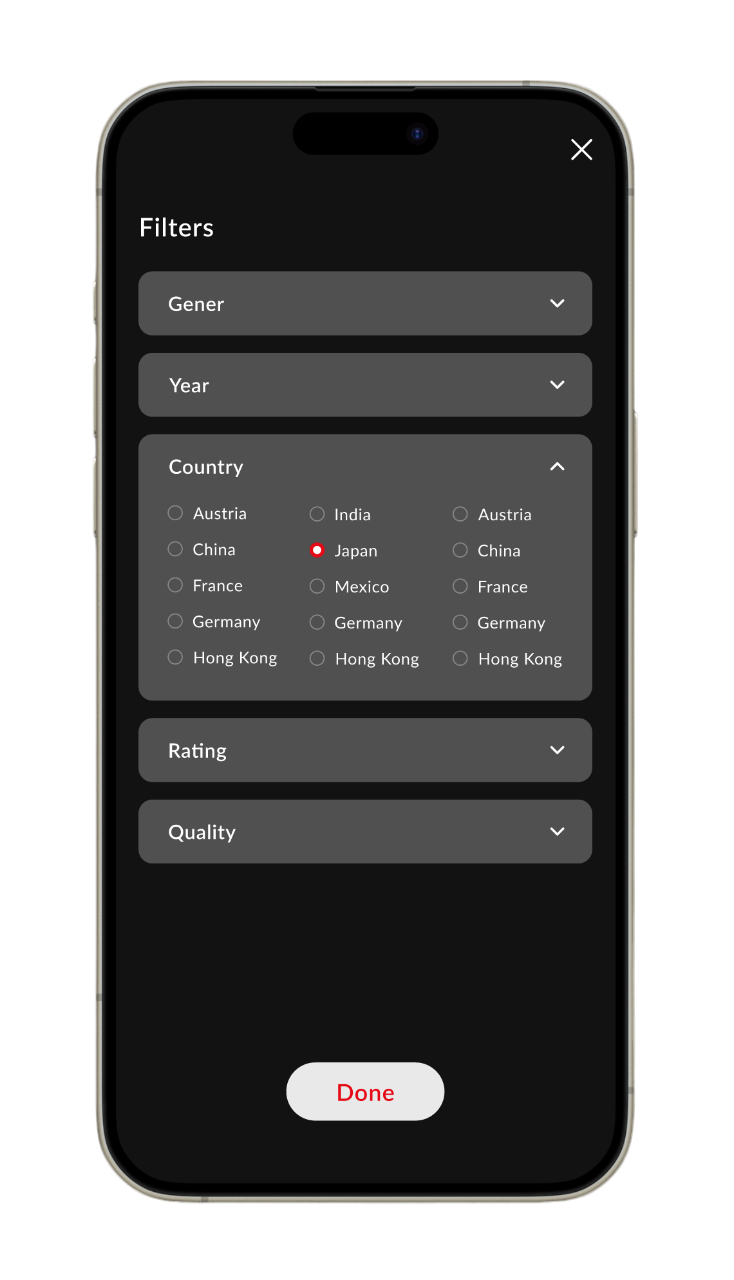 Filters
Gener
Year
Country
Austria India Austria
China Japan China
France Mexico France
Germany Germany Germany
Hong Kong Hong Kong Hong Kong
Rating
Quality
Done